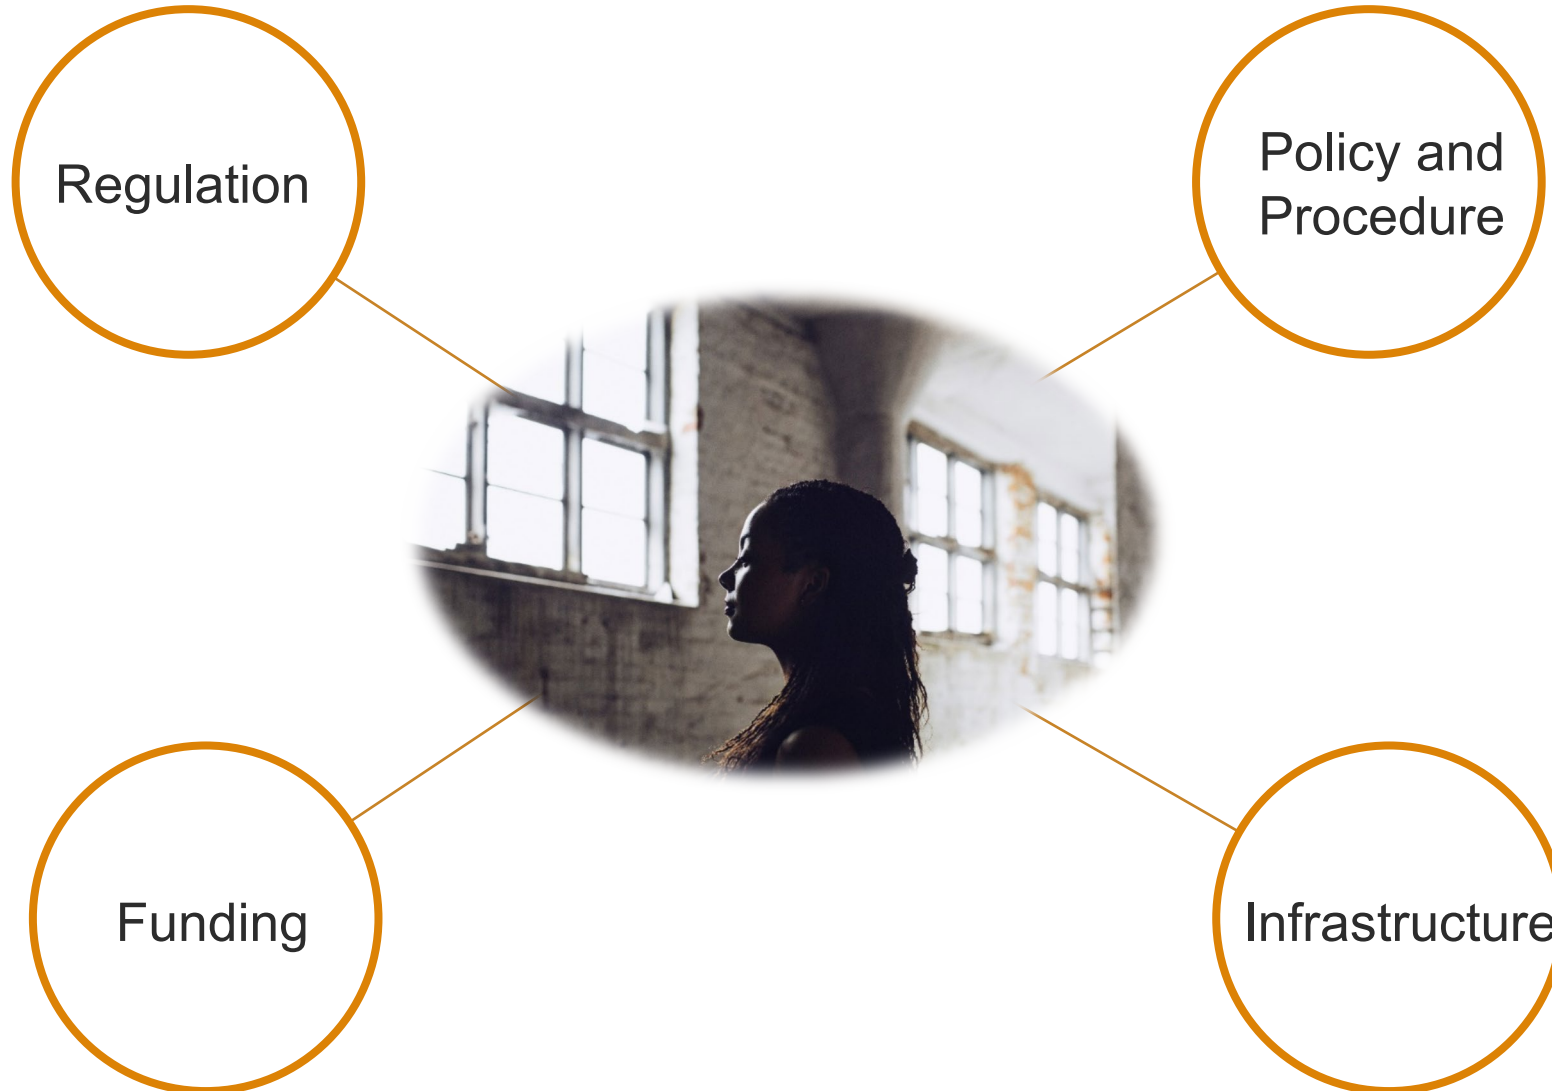 Regulation
Policy and
Procedure
Funding
Infrastructure